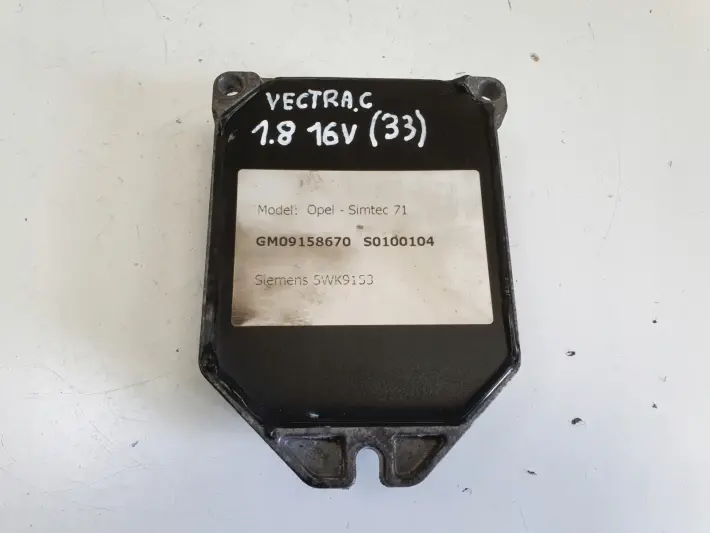 VECTRA.C
1.8 16V (33)
Model: Opel - Simtec 71
GM09158670 S0100104
Siemens 5WK9153